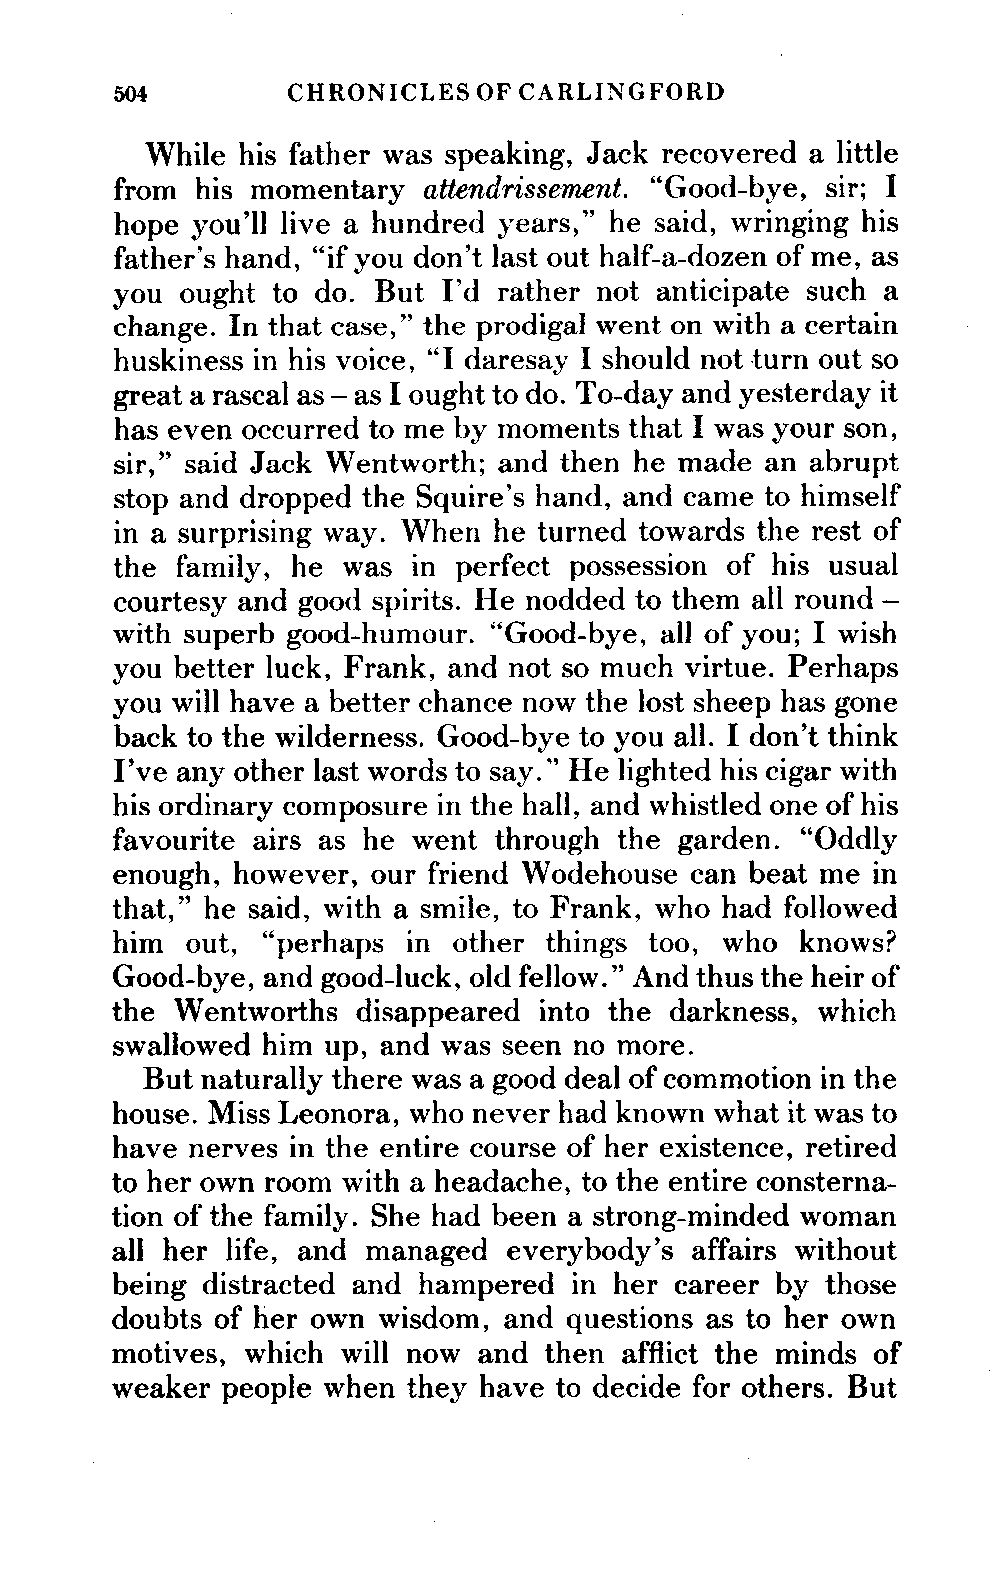 504 CHRONICLES OF CARLINGFORD
While his father was speaking, Jack recovered a little
from his momentary attendrissement. “Good-bye, sir; I
hope you’ll live a hundred years,” he said, wringing his
father’s hand, “if you don’t last out half-a-dozen of me, as
you ought to do. But I’d rather not anticipate such a
change. In that case,” the prodigal went on with a certain
huskiness in his voice, “I daresay I should not turn out so
great a rascal as – as I ought to do. To-day and yesterday it
has even occurred to me by moments that I was your son,
sir,” said Jack Wentworth; and then he made an abrupt
stop and dropped the Squire’s hand, and came to himself
in a surprising way. When he turned towards the rest of
the family, he was in perfect possession of his usual
courtesy and good spirits. He nodded to them all round –
with superb good-humour. “Good-bye, all of you; I wish
you better luck, Frank, and not so much virtue. Perhaps
you will have a better chance now the lost sheep has gone
back to the wilderness. Good-bye to you all. I don’t think
I’ve any other last words to say.” He lighted his cigar with
his ordinary composure in the hall, and whistled one of his
favourite airs as he went through the garden. “Oddly
enough, however, our friend Wodehouse can beat me in
that,” he said, with a smile, to Frank, who had followed
him out, “perhaps in other things too, who knows?
Good-bye, and good-luck, old fellow.” And thus the heir of
the Wentworths disappeared into the darkness, which
swallowed him up, and was seen no more.
But naturally there was a good deal of commotion in the
house. Miss Leonora, who never had known what it was to
have nerves in the entire course of her existence, retired
to her own room with a headache, to the entire consterna-
tion of the family. She had been a strong-minded woman
all her life, and managed everybody’s affairs without
being distracted and hampered in her career by those
doubts of her own wisdom, and questions as to her own
motives, which will now and then afflict the minds of
weaker people when they have to decide for others. But